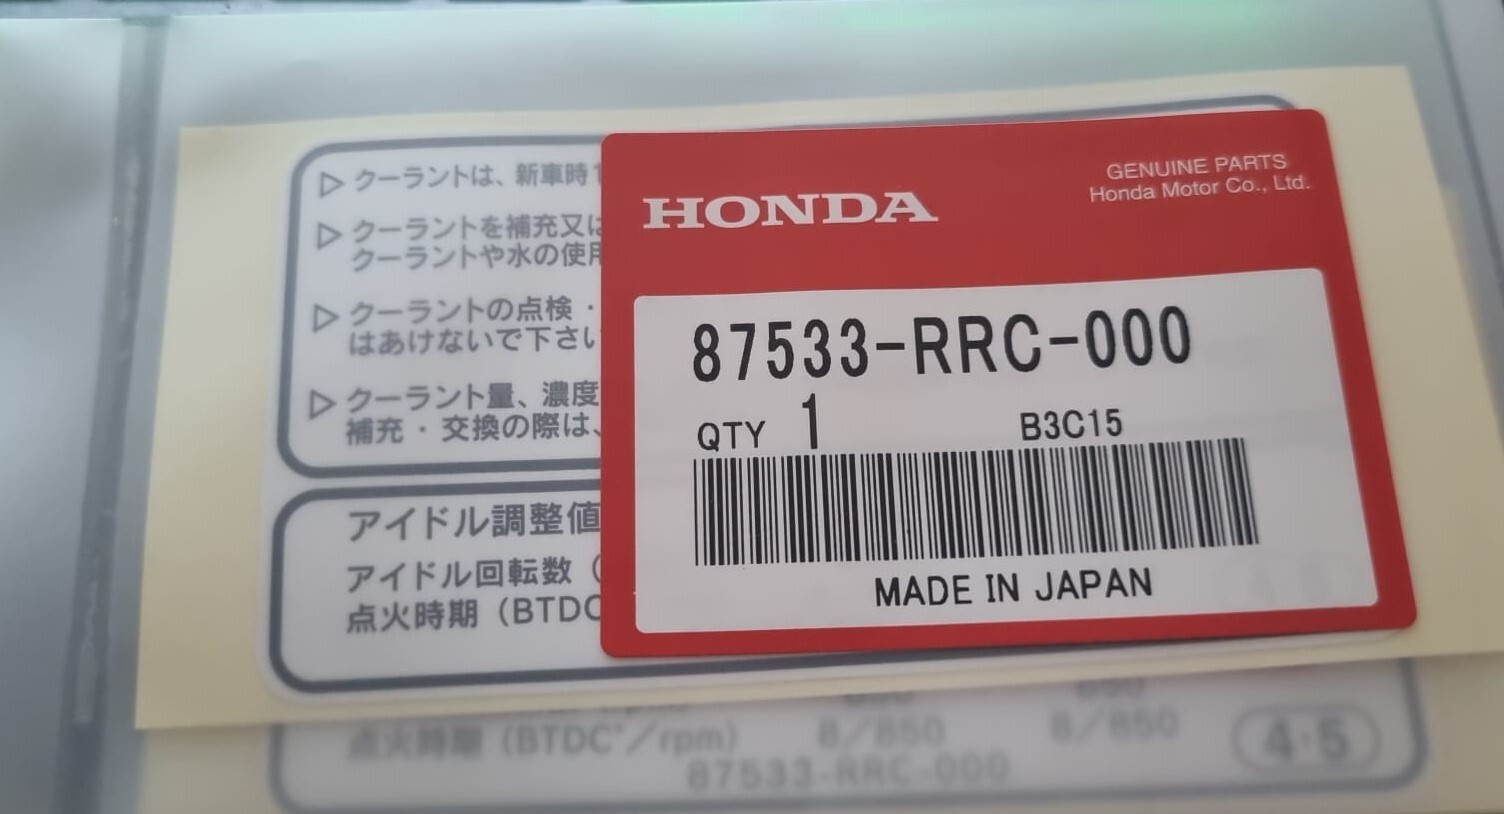 ▷クーラントは、新車時
▷クーラントを補充又は
クーラントや水の使用
▷クーラントの点検・
はあけないで下さい
▷クーラント量、濃度
補充・交換の際は、
アイドル調整値
アイドル回転数（
点火時期（BTDC
HONDA
GENUINE PARTS
Honda Motor Co., Ltd.
87533-RRC-000
QTY 1 B3C15
MADE IN JAPAN
点火時期（BTDC°／rpm） 8／850 8／850
4・5
87533-RRC-000